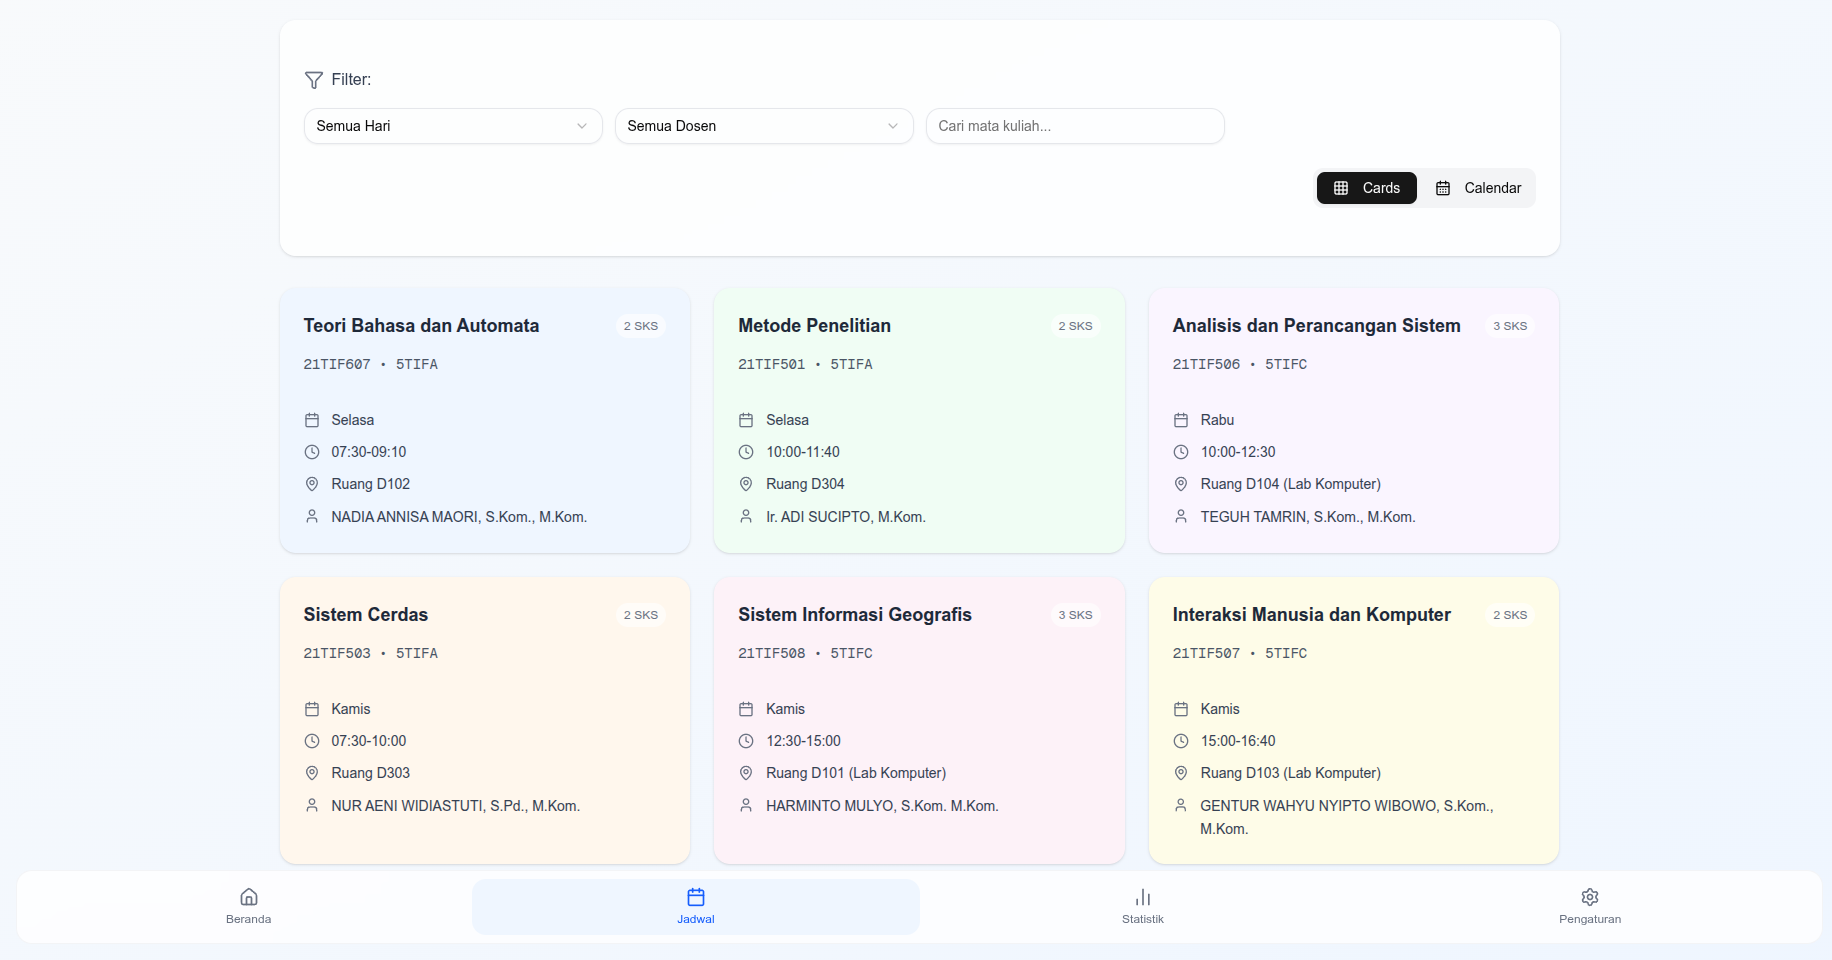 Filter:
Semua Hari
Semua Dosen
Cari mata kuliah...
Cards
Calendar
Teori Bahasa dan Automata
2 SKS
21TIF607 • 5TIFA
Selasa
07:30-09:10
Ruang D102
NADIA ANNISA MAORI, S.Kom., M.Kom.
Metode Penelitian
2 SKS
21TIF501 • 5TIFA
Selasa
10:00-11:40
Ruang D304
Ir. ADI SUCIPTO, M.Kom.
Analisis dan Perancangan Sistem
3 SKS
21TIF506 • 5TIFC
Rabu
10:00-12:30
Ruang D104 (Lab Komputer)
TEGUH TAMRIN, S.Kom., M.Kom.
Sistem Cerdas
2 SKS
21TIF503 • 5TIFA
Kamis
07:30-10:00
Ruang D303
NUR AENI WIDIASTUTI, S.Pd., M.Kom.
Sistem Informasi Geografis
3 SKS
21TIF508 • 5TIFC
Kamis
12:30-15:00
Ruang D101 (Lab Komputer)
HARMINTO MULYO, S.Kom. M.Kom.
Interaksi Manusia dan Komputer
2 SKS
21TIF507 • 5TIFC
Kamis
15:00-16:40
Ruang D103 (Lab Komputer)
GENTUR WAHYU NYIPTO WIBOWO, S.Kom.,
M.Kom.
Beranda
Jadwal
Statistik
Pengaturan